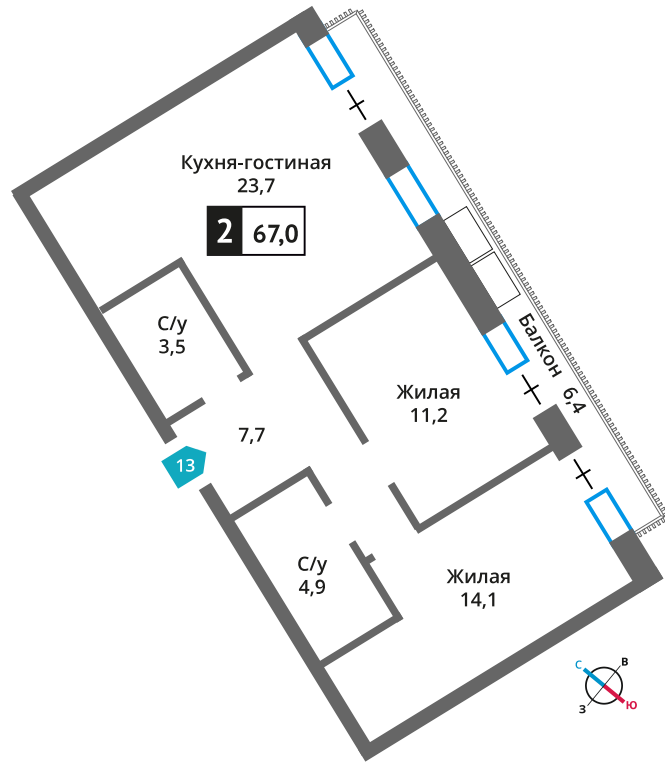 Кухня-гостиная
23,7
2 67,0
С/у
3,5
Балкон 6,4
Жилая
11,2
7,7
13
С/у
4,9
Жилая
14,1
С
В
З
Ю